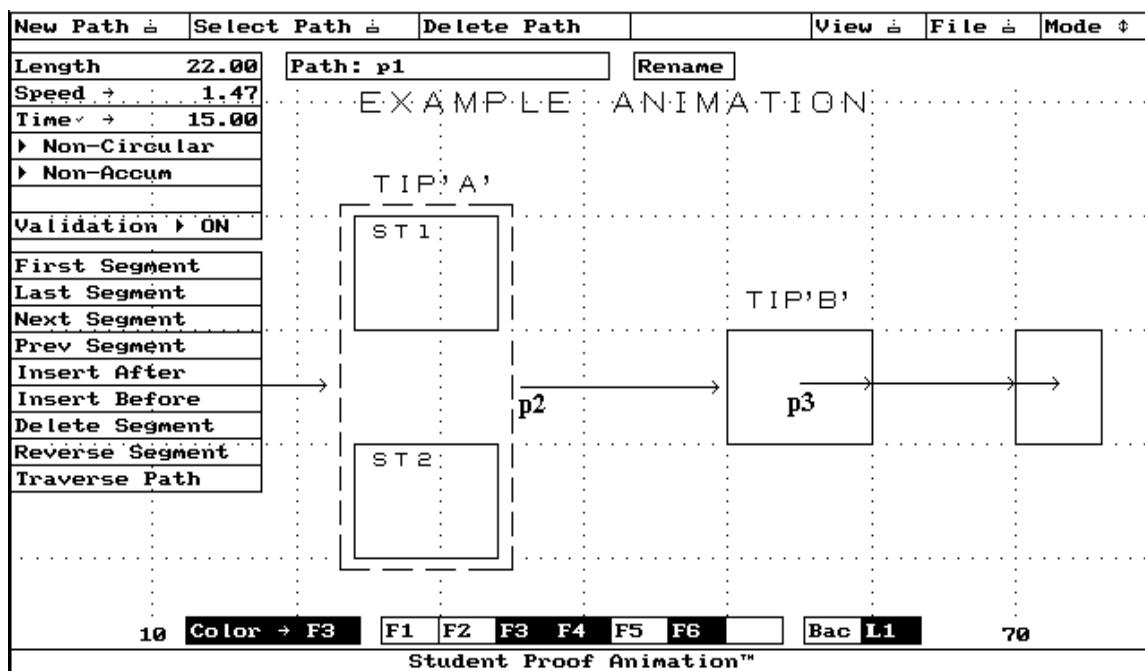 New Path Select Path Delete Path View File Mode
Length 22.00 Path: p1 Rename
Speed → 1.47
EXAMPLE ANIMATION
Time → 15.00
Non-Circular
Non-Accum
TIP'A'
Validation ON
ST1
First Segment
Last Segment
TIP'B'
Next Segment
Prev Segment
Insert After
Insert Before
p2
p3
Delete Segment
Reverse Segment
ST2
Traverse Path
10 Color → F3 F1 F2 F3 F4 F5 F6 Bac L1 70
Student Proof Animation™